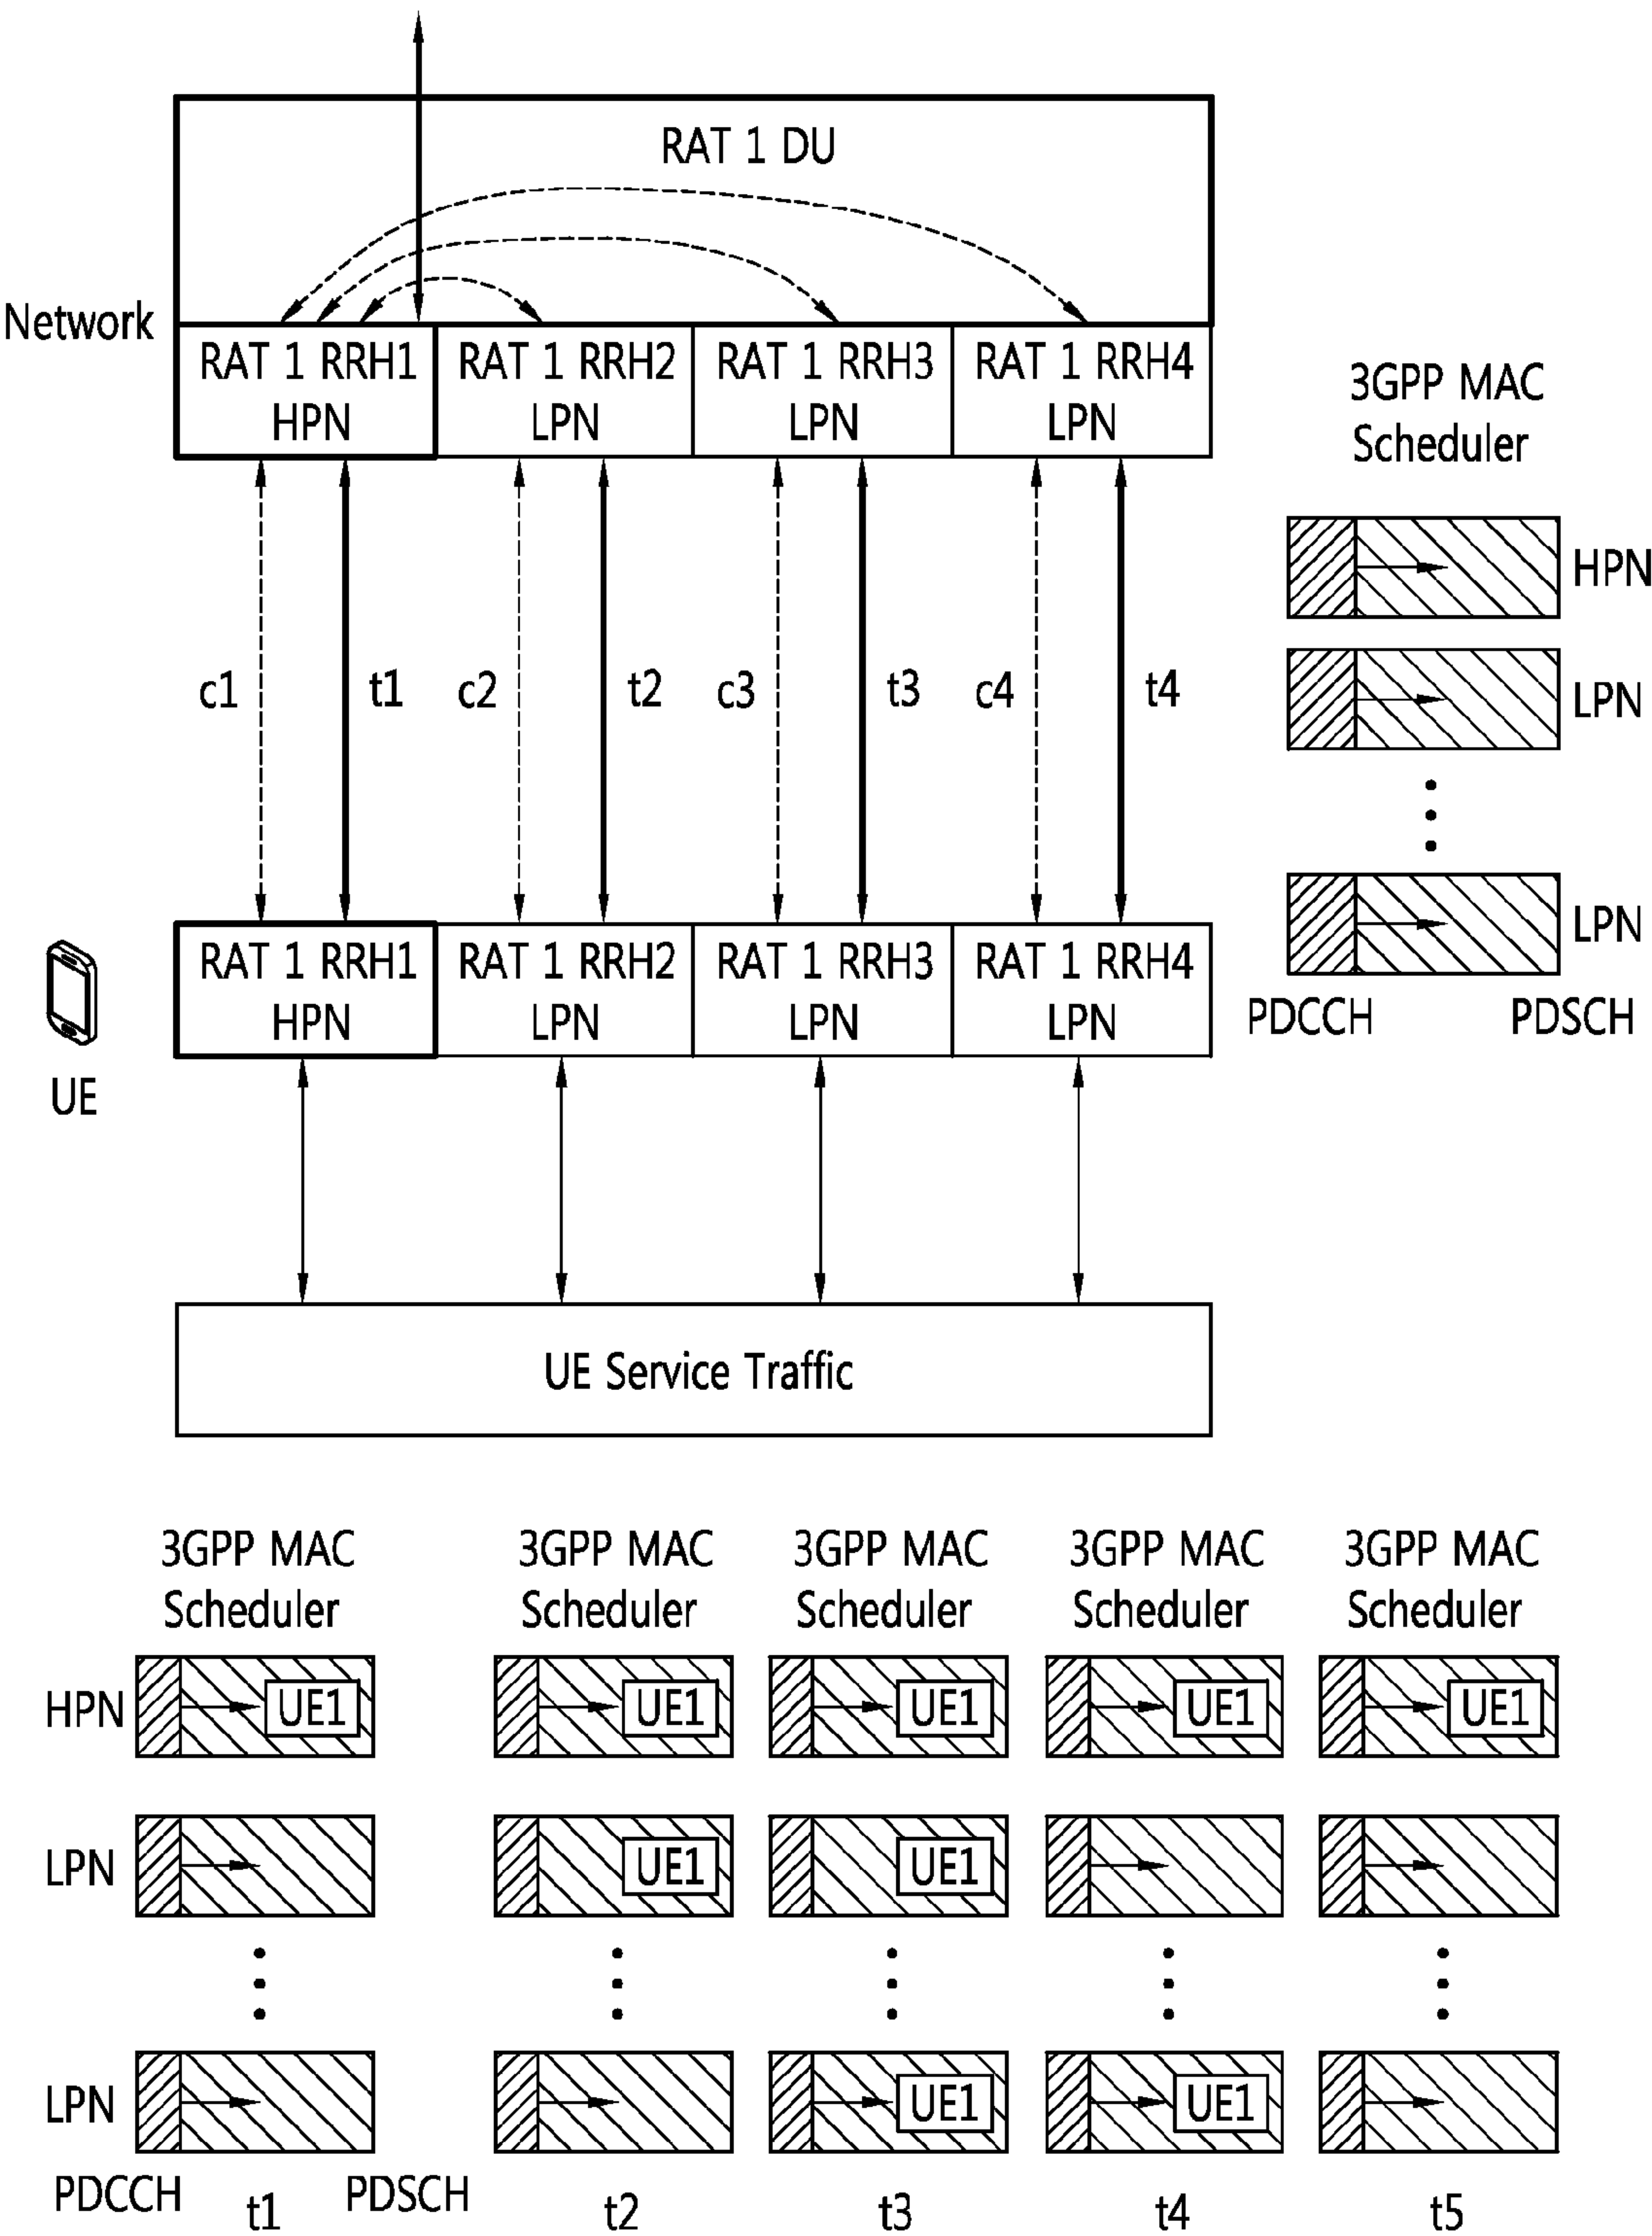 RAT 1 DU
Network
RAT 1 RRH1
HPN
RAT 1 RRH2
LPN
RAT 1 RRH3
LPN
RAT 1 RRH4
LPN
3GPP MAC
Scheduler
HPN
LPN
LPN
PDCCH
PDSCH
c1
t1
c2
t2
c3
t3
c4
t4
UE
RAT 1 RRH1
HPN
RAT 1 RRH2
LPN
RAT 1 RRH3
LPN
RAT 1 RRH4
LPN
UE Service Traffic
3GPP MAC
Scheduler
3GPP MAC
Scheduler
3GPP MAC
Scheduler
3GPP MAC
Scheduler
3GPP MAC
Scheduler
HPN
UE1
UE1
UE1
UE1
UE1
LPN
UE1
UE1
LPN
UE1
UE1
PDCCH
t1
PDSCH
t2
t3
t4
t5